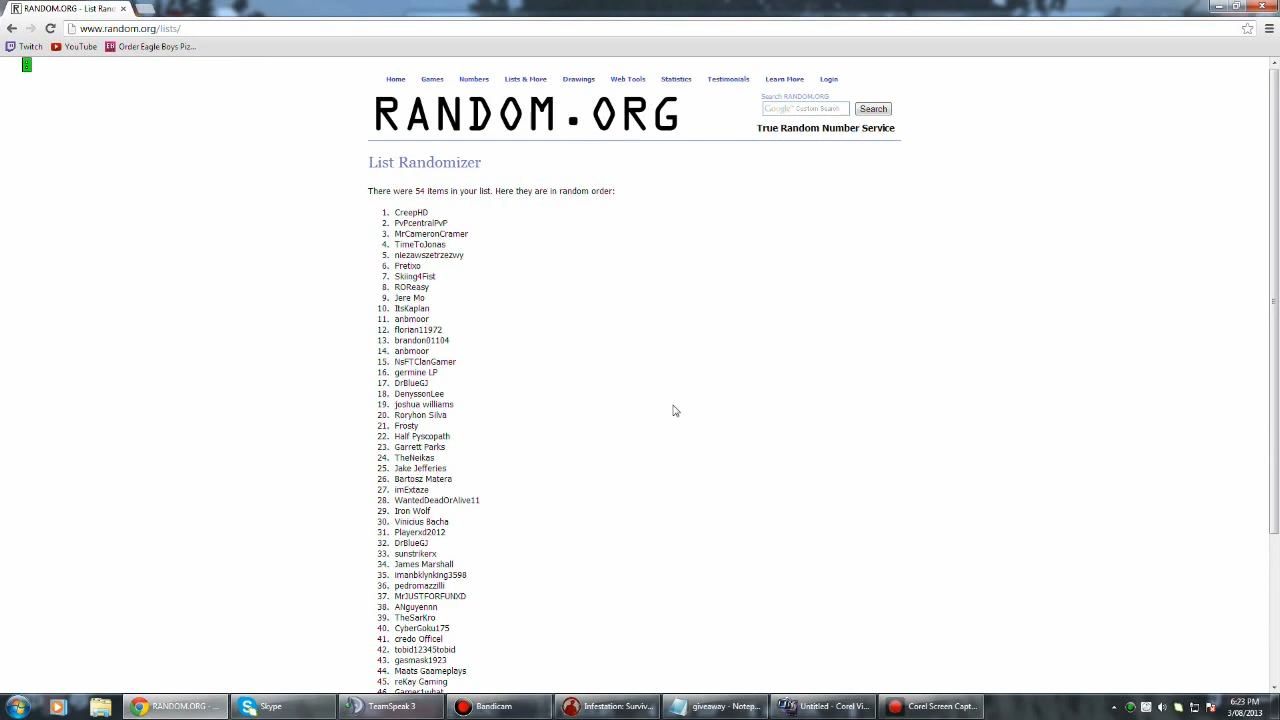 RANDOM.ORG - List Rand
www.random.org/lists/
Twitch YouTube Order Eagle Boys Piz...
Home Games Numbers Lists & More Drawings Web Tools Statistics Testimonials Learn More Login
Search RANDOM.ORG
Google™ Custom Search Search
RANDOM.ORG
True Random Number Service
List Randomizer
There were 54 items in your list. Here they are in random order:
1. CreepHD
2. PvPcentralPvP
3. MrCameronCramer
4. TimeToJonas
5. niezawszetrzezwy
6. Pretixo
7. Skiing4Fist
8. ROReasy
9. Jere Mo
10. ItsKaplan
11. anbmoor
12. florian11972
13. brandon01104
14. anbmoor
15. NsFTClanGamer
16. germine LP
17. DrBlueGJ
18. DenyssonLee
19. joshua williams
20. Roryhon Silva
21. Frosty
22. Half Pyscopath
23. Garrett Parks
24. TheNeikas
25. Jake Jefferies
26. Bartosz Matera
27. imExtaze
28. WantedDeadOrAlive11
29. Iron Wolf
30. Vinicius Bacha
31. Playerxd2012
32. DrBlueGJ
33. sunstrikerx
34. James Marshall
35. imanbklynking3598
36. pedromazzilli
37. MrJUSTFORFUNXD
38. ANguyennn
39. TheSarKro
40. CyberGoku175
41. credo Officel
42. tobid12345tobid
43. gasmask1923
44. Maats Gaameplays
45. reKay Gaming
46. Gamer1what
RANDOM.ORG - ... Skype TeamSpeak 3 Bandicam Infestation: Surviv... giveaway - Notep... Untitled - Corel Vi... Corel Screen Capt... 6:23 PM
3/08/2013